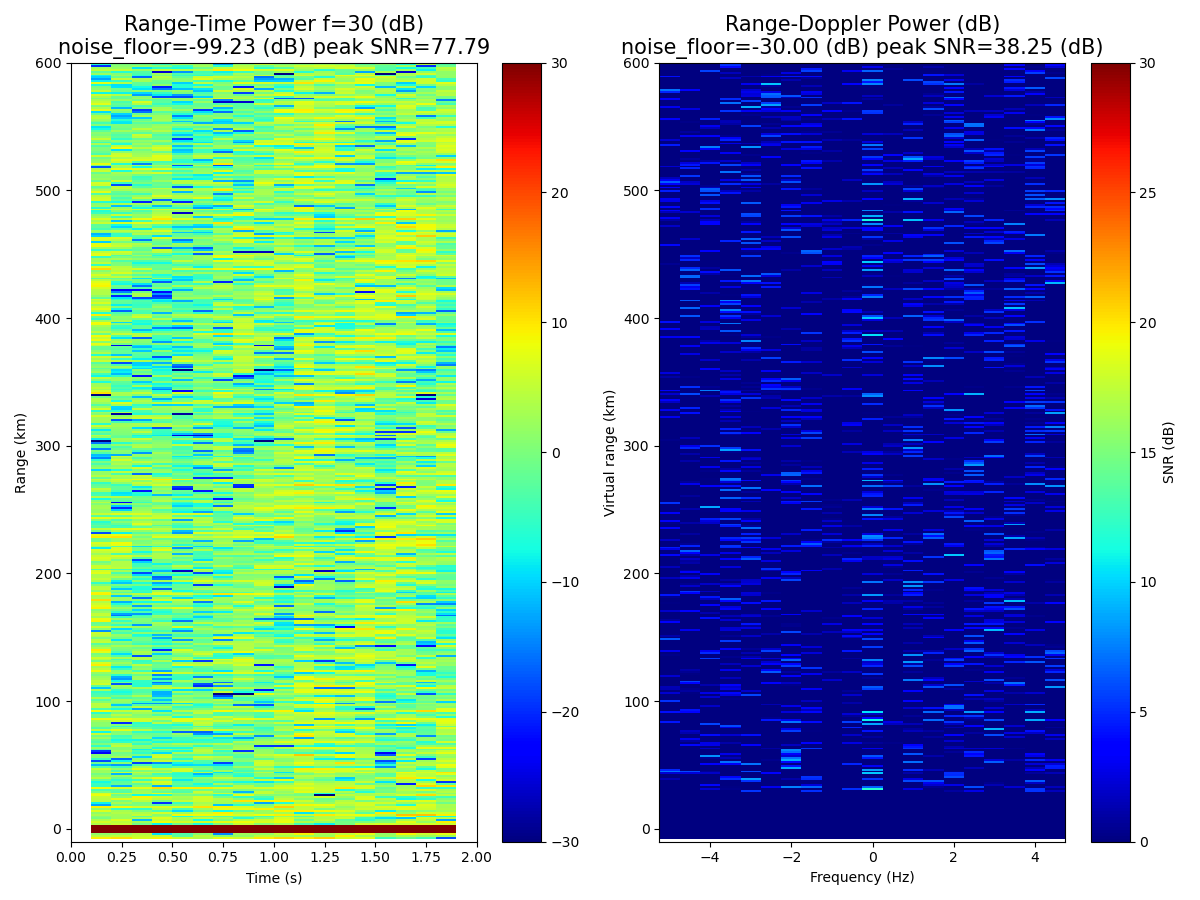 Range-Time Power f=30 (dB)
noise_floor=-99.23 (dB) peak SNR=77.79
Range (km)
600
500
400
300
200
100
0
0.00 0.25 0.50 0.75 1.00 1.25 1.50 1.75 2.00
Time (s)
30
20
10
0
−10
−20
−30
Range-Doppler Power (dB)
noise_floor=-30.00 (dB) peak SNR=38.25 (dB)
Virtual range (km)
600
500
400
300
200
100
0
−4 −2 0 2 4
Frequency (Hz)
30
25
20
15
10
5
0
SNR (dB)